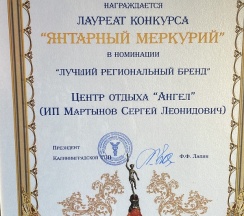 НАГРАЖДАЕТСЯ
ЛАУРЕАТ КОНКУРСА
"ЯНТАРНЫЙ МЕРКУРИЙ"
В НОМИНАЦИИ
"ЛУЧШИЙ РЕГИОНАЛЬНЫЙ БРЕНД"
ЦЕНТР ОТДЫХА "АНГЕЛ"
(ИП МАРТЫНОВ СЕРГЕЙ ЛЕОНИДОВИЧ)
ПРЕЗИДЕНТ
КАЛИНИНГРАДСКОЙ ТПП
Ф.Ф. ЛАПИН